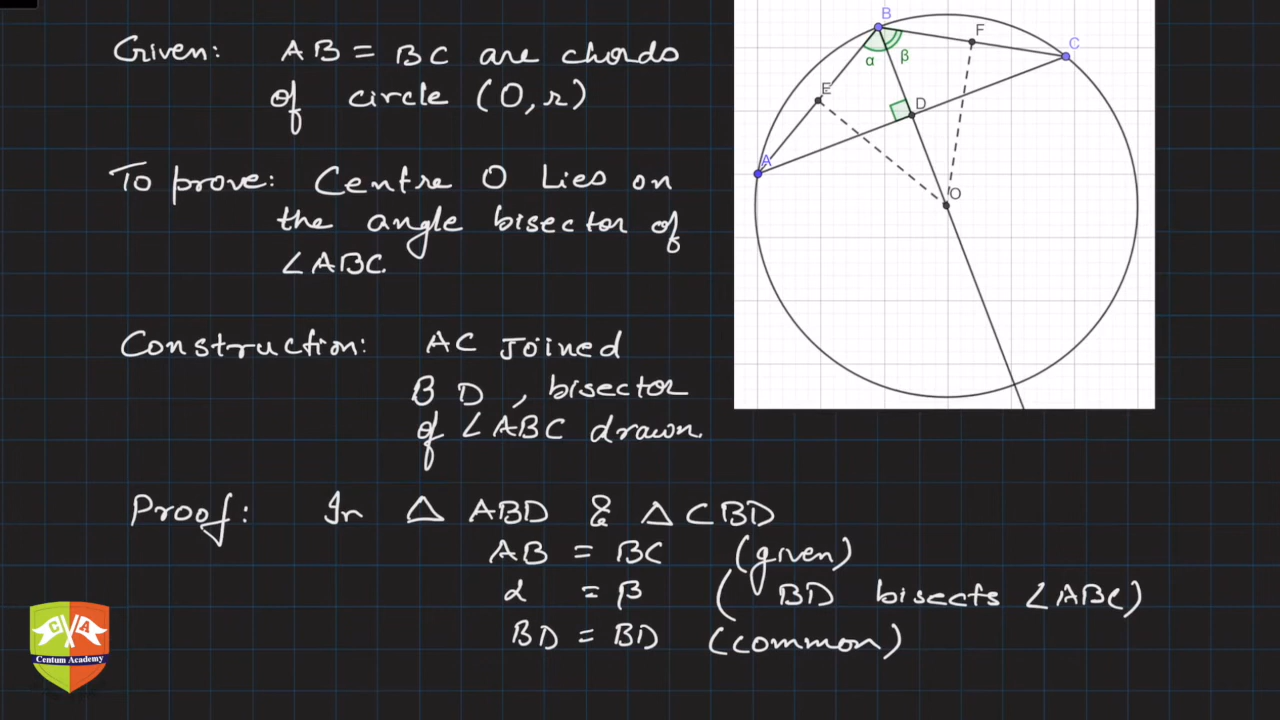 Given: AB = BC are chords
of circle (O, r)
To prove: Centre O Lies on
the angle bisector of
∠ABC.
Construction: AC Joined
BD, bisector
of ∠ABC drawn.
Proof: In △ ABD & △ CBD
AB = BC (given)
α = β (BD bisects ∠ABC)
BD = BD (common)
B
F
C
α
β
E
D
A
O
C A
Centum Academy